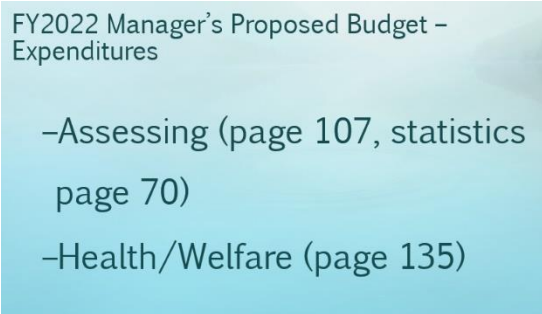 FY2022 Manager’s Proposed Budget –
Expenditures
–Assessing (page 107, statistics
page 70)
–Health/Welfare (page 135)